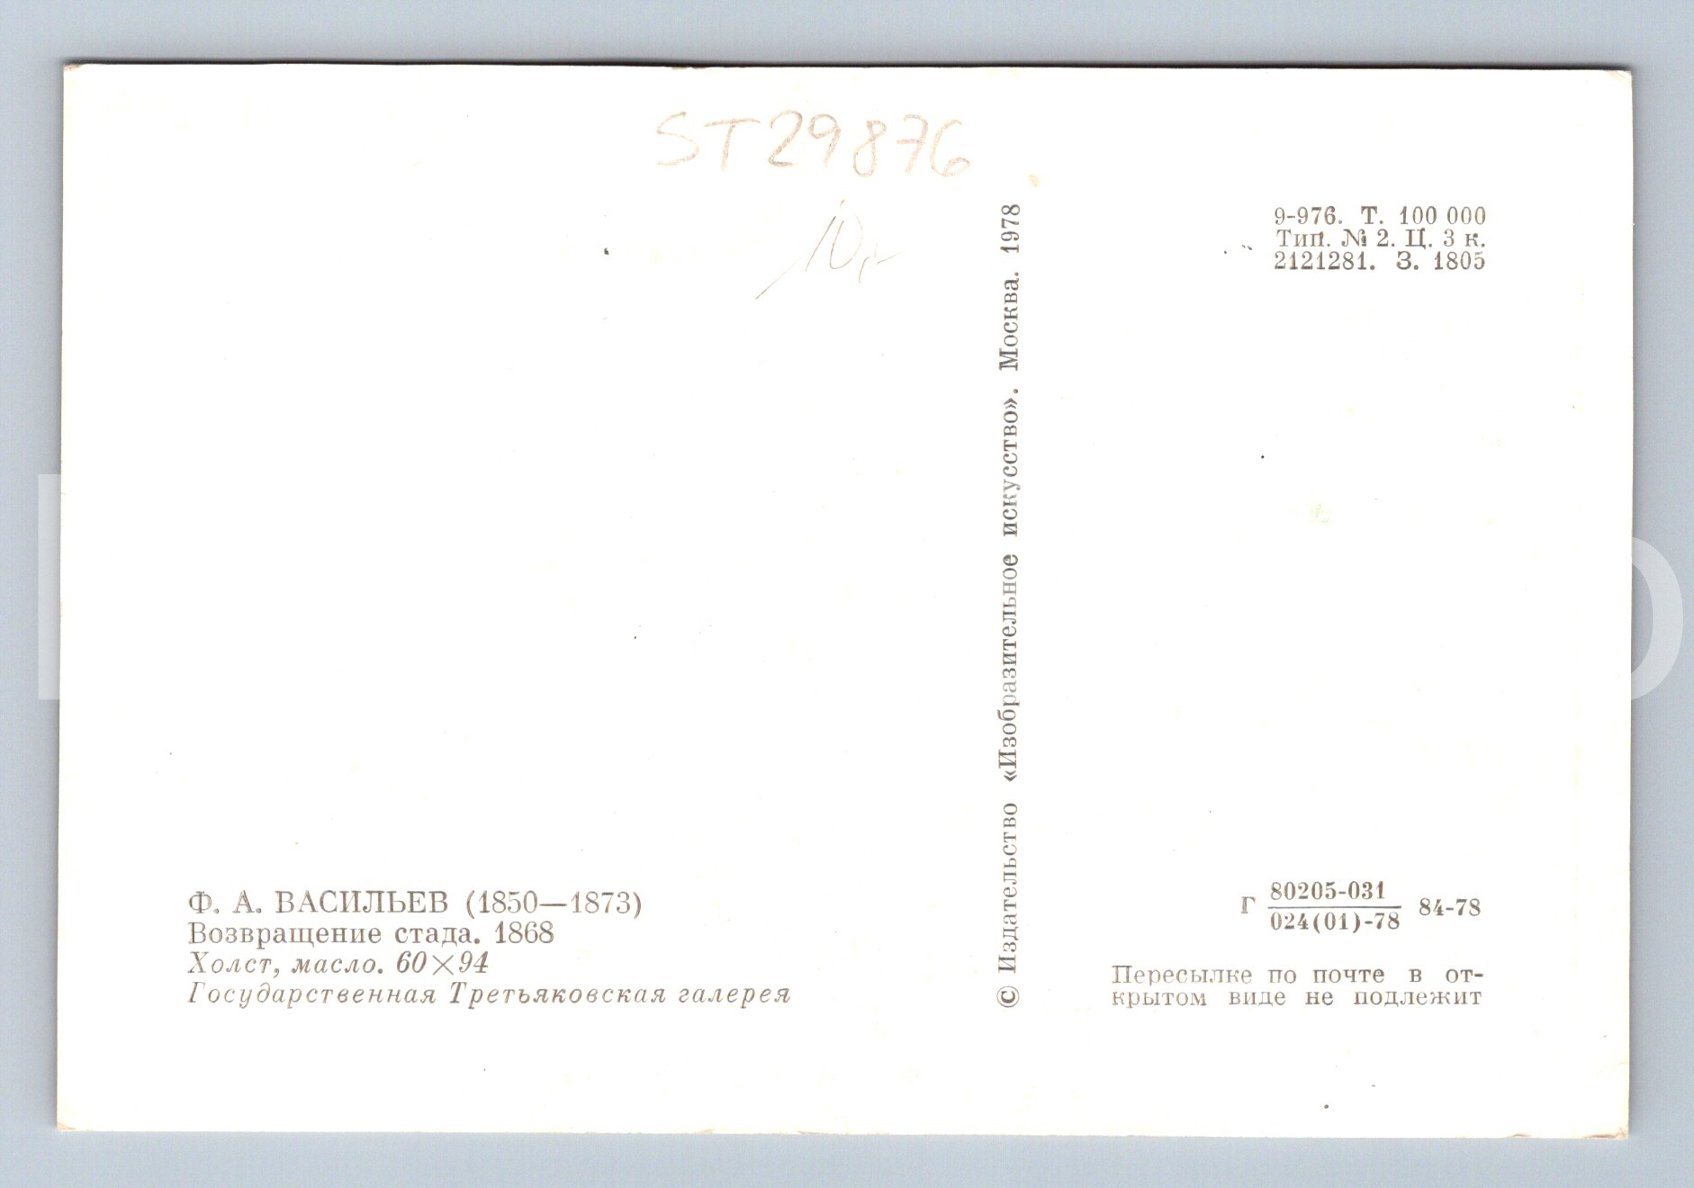 ST29876
10,-
9-976. Т. 100 000
Тип. № 2. Ц. 3 к.
2121281. З. 1805
© Издательство «Изобразительное искусство». Москва. 1978
Ф. А. ВАСИЛЬЕВ (1850—1873)
Возвращение стада. 1868
Холст, масло. 60×94
Государственная Третьяковская галерея
Г 80205-031 84-78
024(01)-78
Пересылке по почте в от-
крытом виде не подлежит